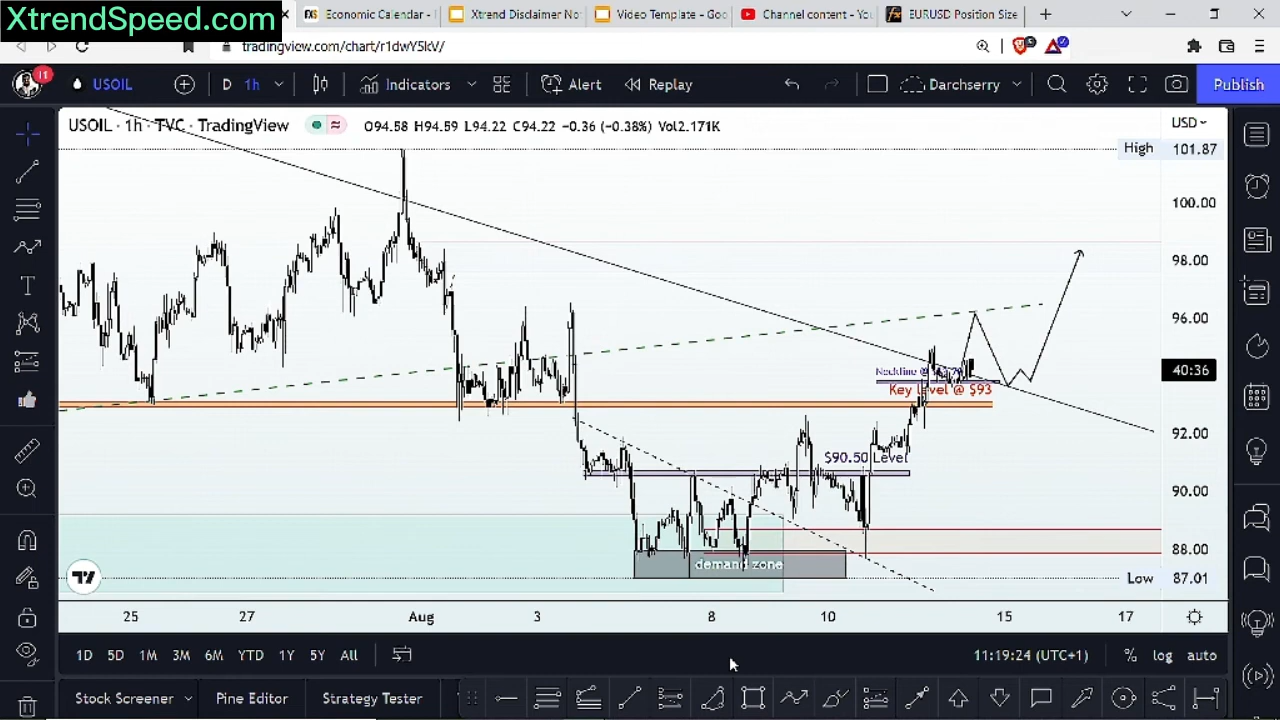 XtrendSpeed.com
Economic Calendar - I
Xtrend Disclaimer No
Video Template - Goo
Channel content - You
EURUSD Position Size
tradingview.com/chart/r1dwY5kV/
11
USOIL
D 1h
Indicators
Alert
Replay
Darchserry
Publish
USOIL · 1h · TVC · TradingView
O94.58 H94.59 L94.22 C94.22 −0.36 (−0.38%) Vol2.171K
USD
High 101.87
100.00
98.00
96.00
40:36
Neckline @
Key level @ $93
92.00
$90.50 Level
90.00
88.00
demand zone
Low 87.01
25 27 Aug 3 8 10 15 17
1D 5D 1M 3M 6M YTD 1Y 5Y All
11:19:24 (UTC+1) % log auto
Stock Screener Pine Editor Strategy Tester